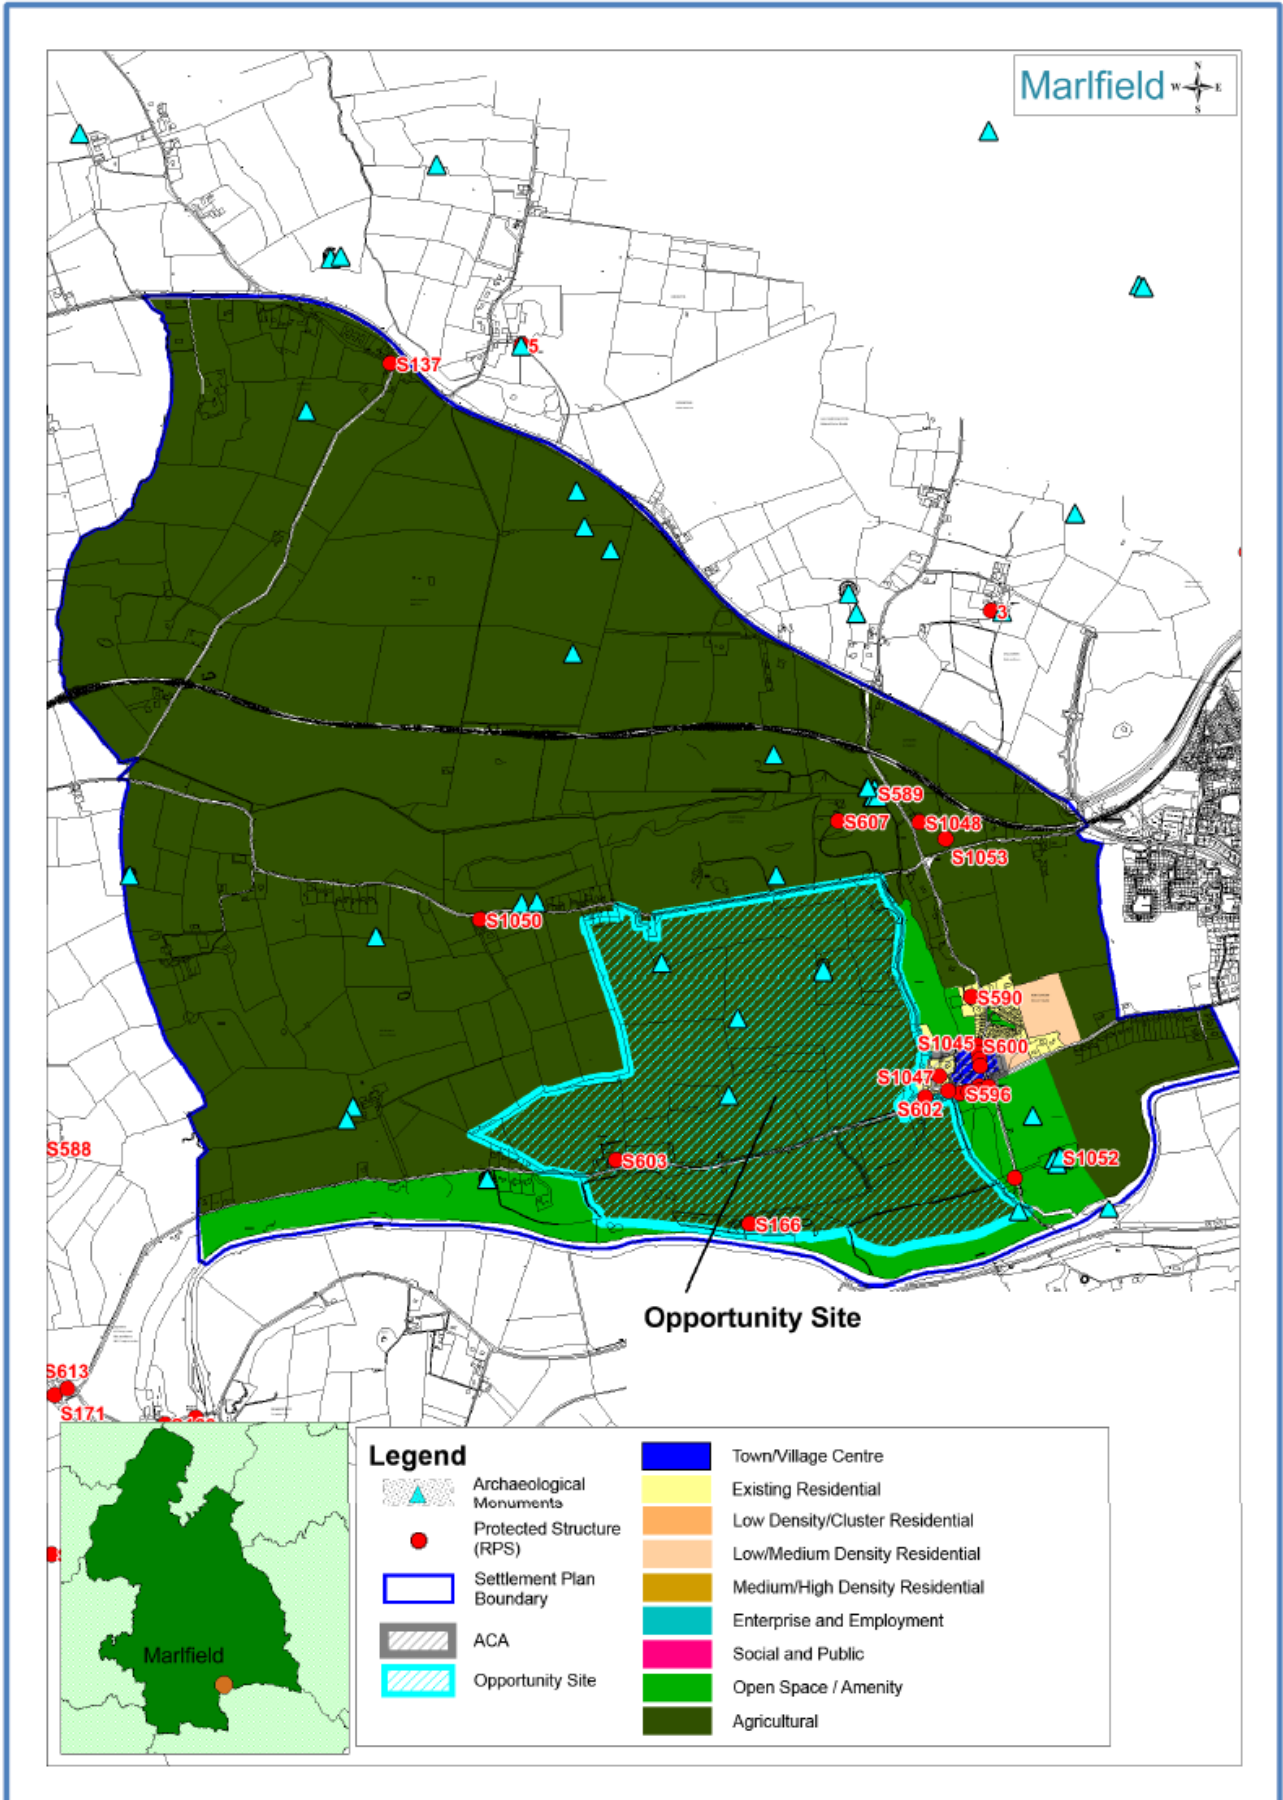 Marlfield
N
W E
S
5
S137
3
S589
S607
S1048
S1053
S1050
S590
S1045
S600
S1047
S596
S602
S588
S1052
S603
S166
Opportunity Site
S613
S171
Marlfield
Legend
Archaeological
Monuments
Protected Structure
(RPS)
Settlement Plan
Boundary
ACA
Opportunity Site
Town/Village Centre
Existing Residential
Low Density/Cluster Residential
Low/Medium Density Residential
Medium/High Density Residential
Enterprise and Employment
Social and Public
Open Space / Amenity
Agricultural